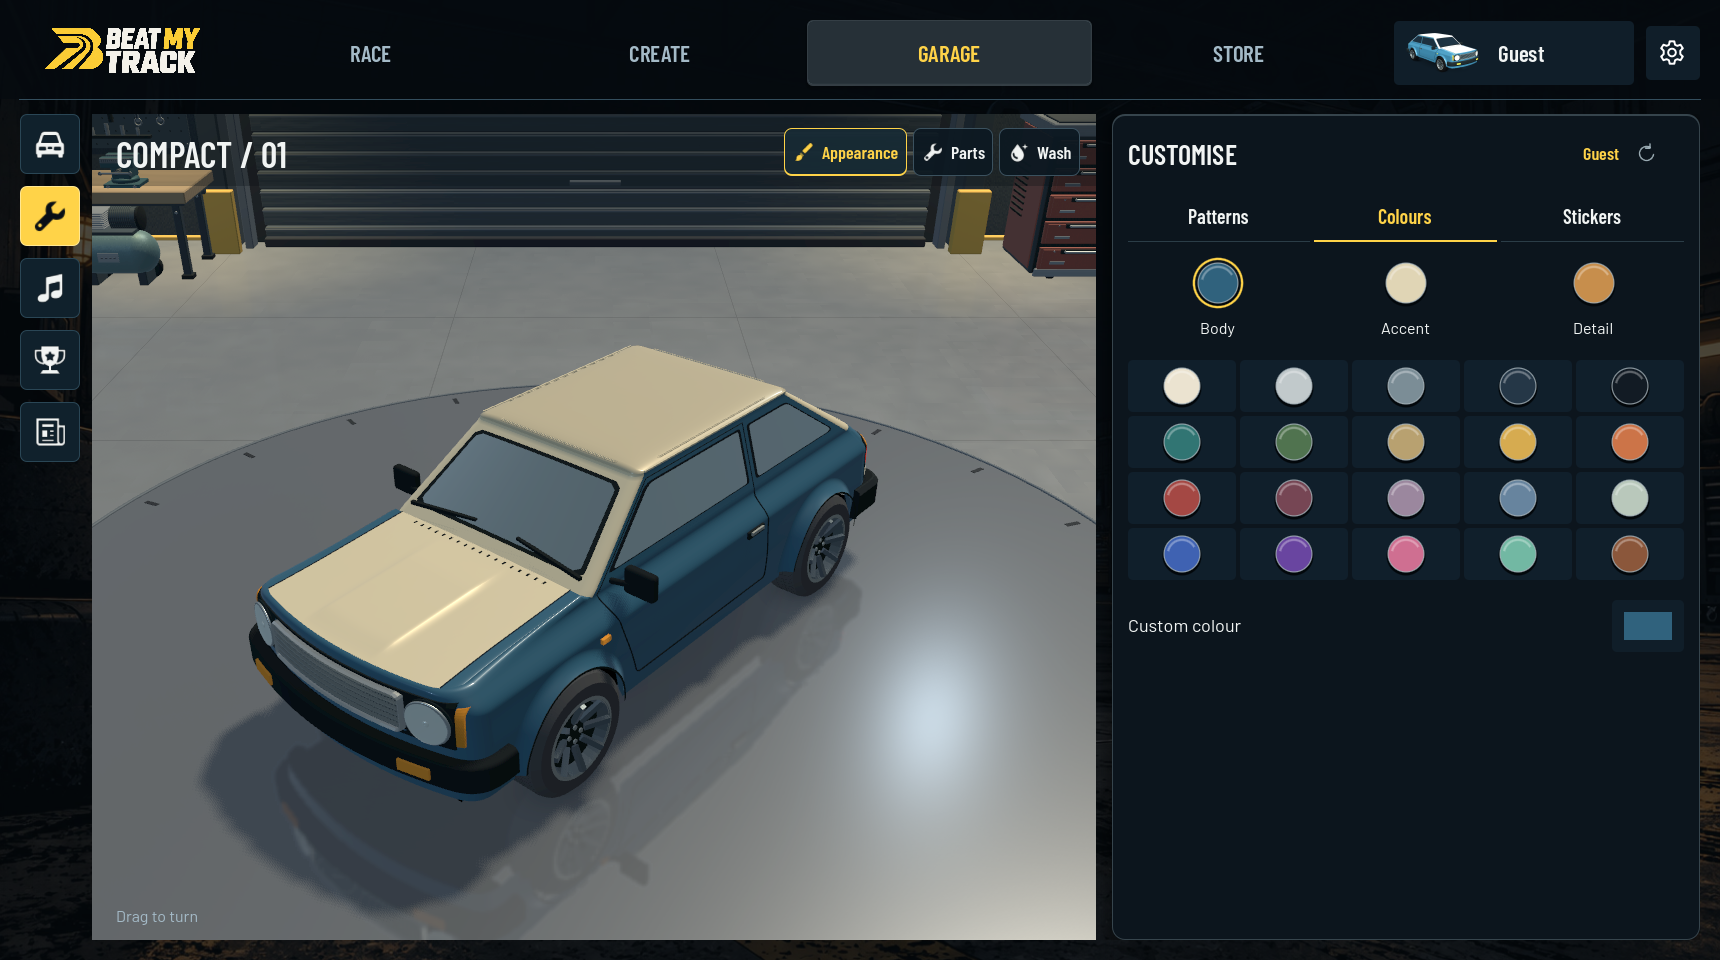 BEAT MY
TRACK
RACE
CREATE
GARAGE
STORE
Guest
COMPACT / 01
Appearance
Parts
Wash
CUSTOMISE
Guest
Patterns
Colours
Stickers
Body
Accent
Detail
Custom colour
Drag to turn